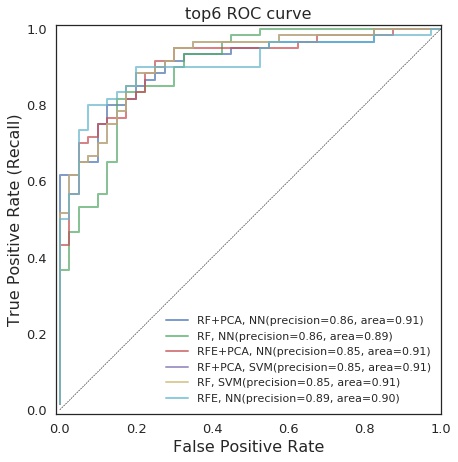 top6 ROC curve
1.0
0.8
0.6
0.4
0.2
0.0
True Positive Rate (Recall)
RF+PCA, NN(precision=0.86, area=0.91)
RF, NN(precision=0.86, area=0.89)
RFE+PCA, NN(precision=0.85, area=0.91)
RF+PCA, SVM(precision=0.85, area=0.91)
RF, SVM(precision=0.85, area=0.91)
RFE, NN(precision=0.89, area=0.90)
0.0 0.2 0.4 0.6 0.8 1.0
False Positive Rate